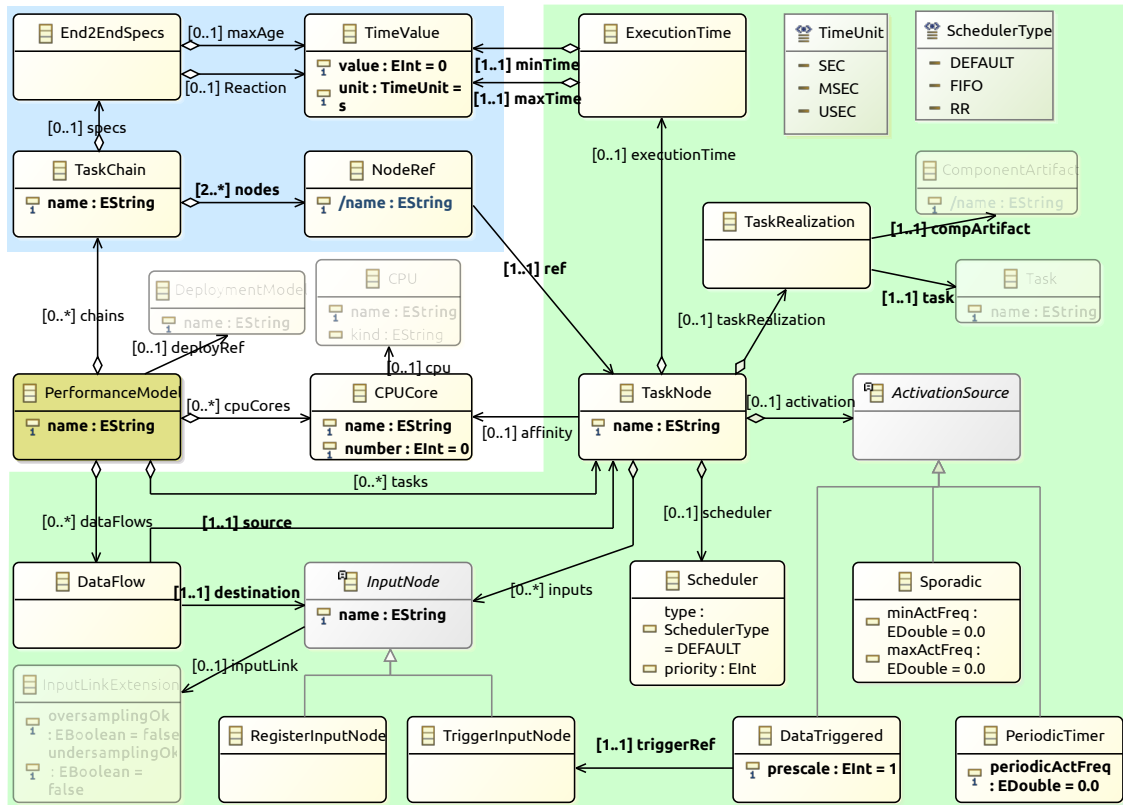 End2EndSpecs
[0..1] maxAge
[0..1] Reaction
TimeValue
value : EInt = 0
unit : TimeUnit =
s
[1..1] minTime
[1..1] maxTime
ExecutionTime
TimeUnit
SEC
MSEC
USEC
SchedulerType
DEFAULT
FIFO
RR
[0..1] specs
TaskChain
name : EString
[2..*] nodes
NodeRef
/name : EString
[0..1] executionTime
ComponentArtifact
/name : EString
TaskRealization
[1..1] compArtifact
[1..1] ref
Task
name : EString
[1..1] task
DeploymentModel
name : EString
CPU
name : EString
kind : EString
[0..*] chains
[0..1] deployRef
[0..1] taskRealization
[0..1] cpu
PerformanceModel
name : EString
[0..*] cpuCores
CPUCore
name : EString
number : EInt = 0
[0..1] affinity
TaskNode
name : EString
[0..1] activation
ActivationSource
[0..*] tasks
[0..*] dataFlows
[1..1] source
[0..1] scheduler
DataFlow
[1..1] destination
InputNode
name : EString
[0..*] inputs
Scheduler
type :
SchedulerType
= DEFAULT
priority : EInt
Sporadic
minActFreq :
EDouble = 0.0
maxActFreq :
EDouble = 0.0
[0..1] inputLink
InputLinkExtension
oversamplingOk
: EBoolean = false
undersamplingOk
: EBoolean =
false
RegisterInputNode
TriggerInputNode
[1..1] triggerRef
DataTriggered
prescale : EInt = 1
PeriodicTimer
periodicActFreq
: EDouble = 0.0